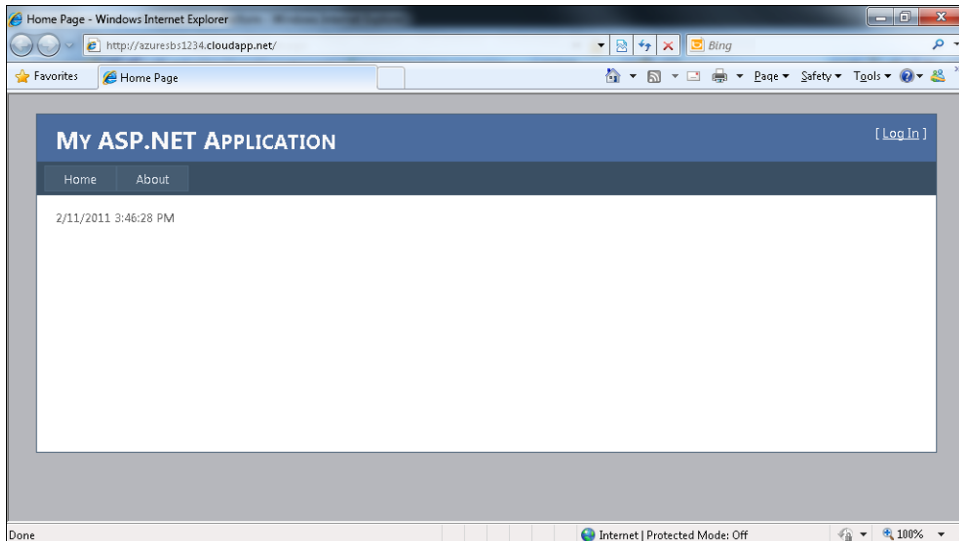 Home Page - Windows Internet Explorer
http://azuresbs1234.cloudapp.net/
Bing
Favorites
Home Page
Page
Safety
Tools
MY ASP.NET APPLICATION
[ Log In ]
Home
About
2/11/2011 3:46:28 PM
Done
Internet | Protected Mode: Off
100%